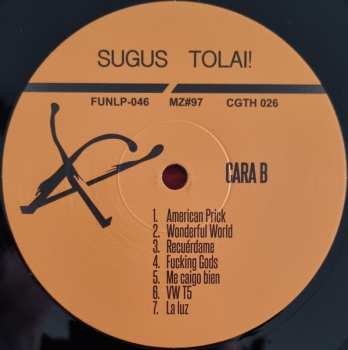 SUGUS TOLAI!
FUNLP-046 MZ#97 CGTH 026
CARA B
1. American Prick
2. Wonderful World
3. Recuérdame
4. Fucking Gods
5. Me caigo bien
6. VW T5
7. La luz